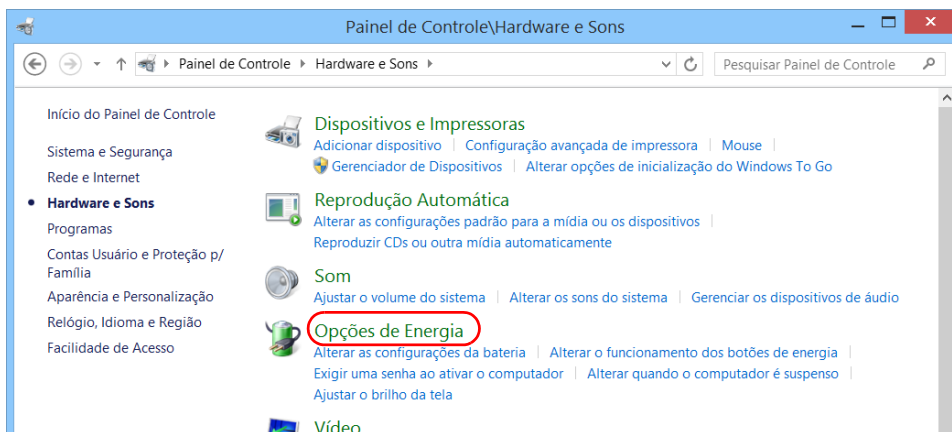 Painel de Controle\Hardware e Sons
Painel de Controle Hardware e Sons
Pesquisar Painel de Controle
Início do Painel de Controle
Sistema e Segurança
Rede e Internet
Hardware e Sons
Programas
Contas Usuário e Proteção p/
Família
Aparência e Personalização
Relógio, Idioma e Região
Facilidade de Acesso
Dispositivos e Impressoras
Adicionar dispositivo | Configuração avançada de impressora | Mouse |
Gerenciador de Dispositivos | Alterar opções de inicialização do Windows To Go
Reprodução Automática
Alterar as configurações padrão para a mídia ou os dispositivos |
Reproduzir CDs ou outra mídia automaticamente
Som
Ajustar o volume do sistema | Alterar os sons do sistema | Gerenciar os dispositivos de áudio
Opções de Energia
Alterar as configurações da bateria | Alterar o funcionamento dos botões de energia |
Exigir uma senha ao ativar o computador | Alterar quando o computador é suspenso |
Ajustar o brilho da tela
Vídeo